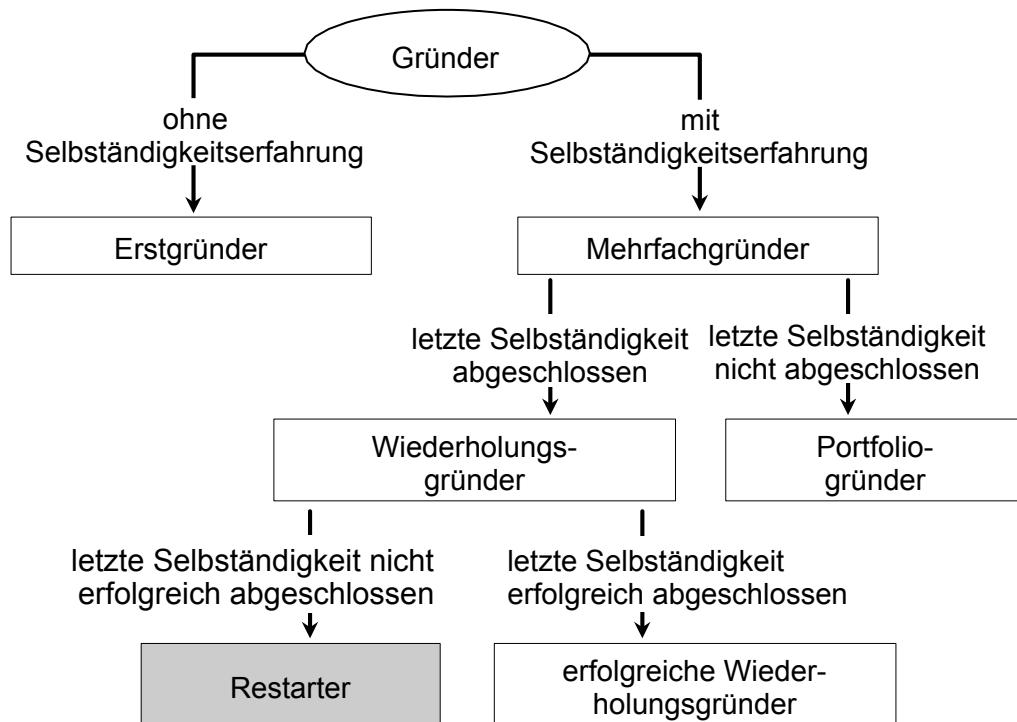 Gründer
ohne
Selbständigkeitserfahrung
mit
Selbständigkeitserfahrung
Erstgründer
Mehrfachgründer
letzte Selbständigkeit
abgeschlossen
letzte Selbständigkeit
nicht abgeschlossen
Wiederholungs-
gründer
Portfolio-
gründer
letzte Selbständigkeit nicht
erfolgreich abgeschlossen
letzte Selbständigkeit
erfolgreich abgeschlossen
Restarter
erfolgreiche Wieder-
holungsgründer